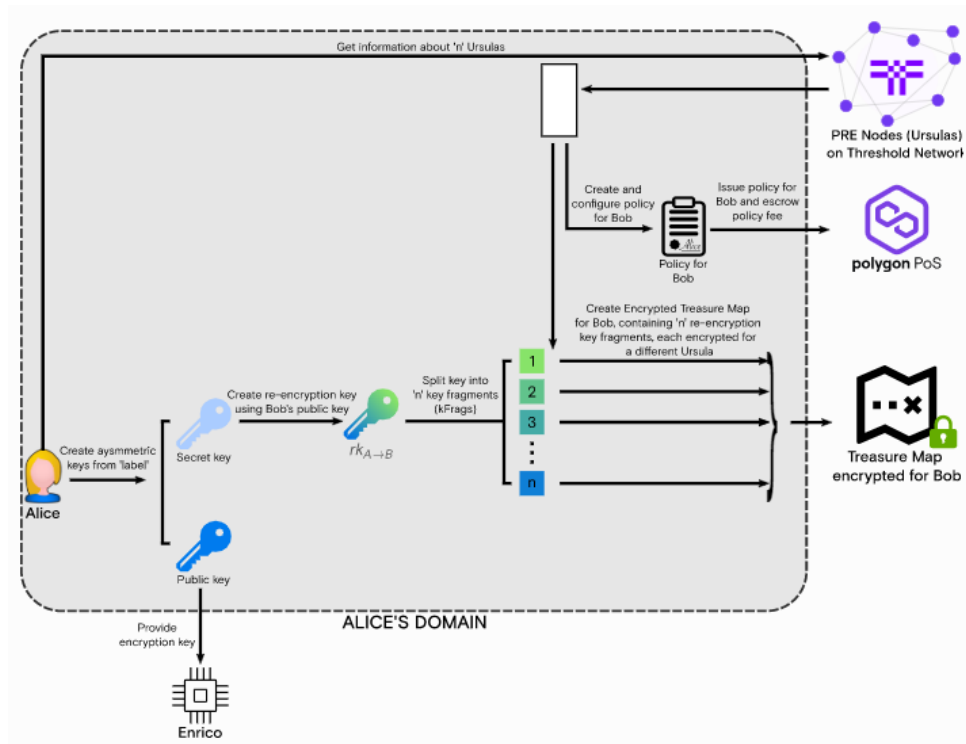 Get information about 'n' Ursulas
PRE Nodes (Ursulas)
on Threshold Network
Create and
configure policy
for Bob
Issue policy for
Bob and escrow
policy fee
Alice
Policy for
Bob
polygon PoS
Create Encrypted Treasure Map
for Bob, containing 'n' re-encryption
key fragments, each encrypted for
a different Ursula
1
2
3
n
Split key into
'n' key fragments
(kFrags)
Create re-encryption key
using Bob's public key
rkA→B
Secret key
Create asymmetric
keys from 'label'
Alice
Treasure Map
encrypted for Bob
Public key
ALICE'S DOMAIN
Provide
encryption key
Enrico